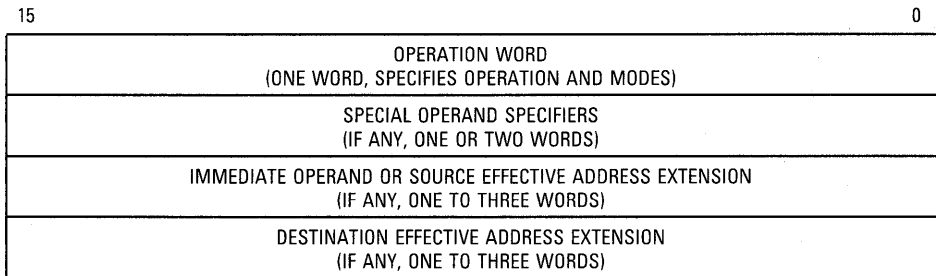 15 0
OPERATION WORD
(ONE WORD, SPECIFIES OPERATION AND MODES)
SPECIAL OPERAND SPECIFIERS
(IF ANY, ONE OR TWO WORDS)
IMMEDIATE OPERAND OR SOURCE EFFECTIVE ADDRESS EXTENSION
(IF ANY, ONE TO THREE WORDS)
DESTINATION EFFECTIVE ADDRESS EXTENSION
(IF ANY, ONE TO THREE WORDS)